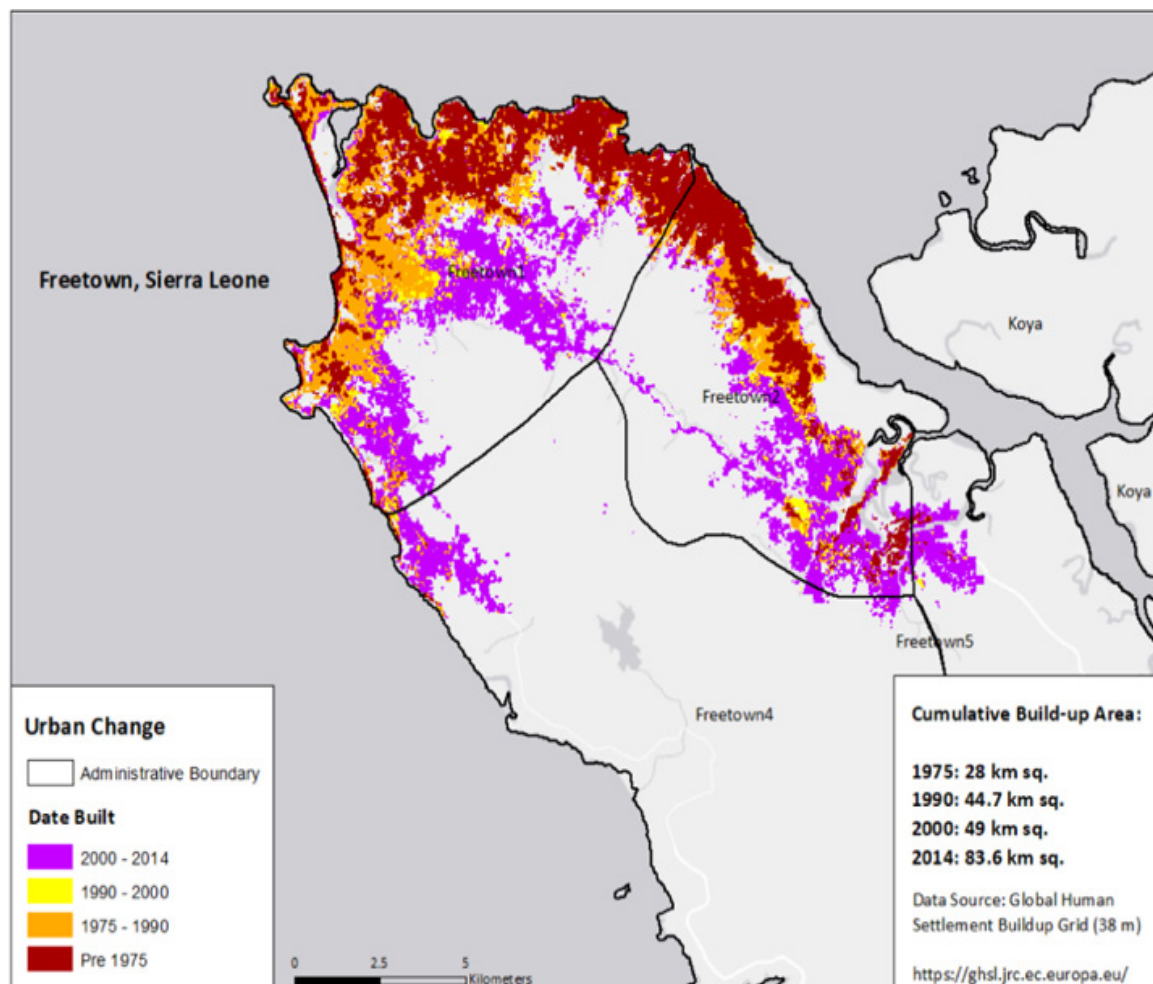 Freetown, Sierra Leone
Freetown1
Koya
Freetown2
Koya
Freetown5
Freetown4
Urban Change
Administrative Boundary
Date Built
2000 - 2014
1990 - 2000
1975 - 1990
Pre 1975
0 2.5 5
Kilometers
Cumulative Build-up Area:
1975: 28 km sq.
1990: 44.7 km sq.
2000: 49 km sq.
2014: 83.6 km sq.
Data Source: Global Human
Settlement Buildup Grid (38 m)
https://ghsl.jrc.ec.europa.eu/